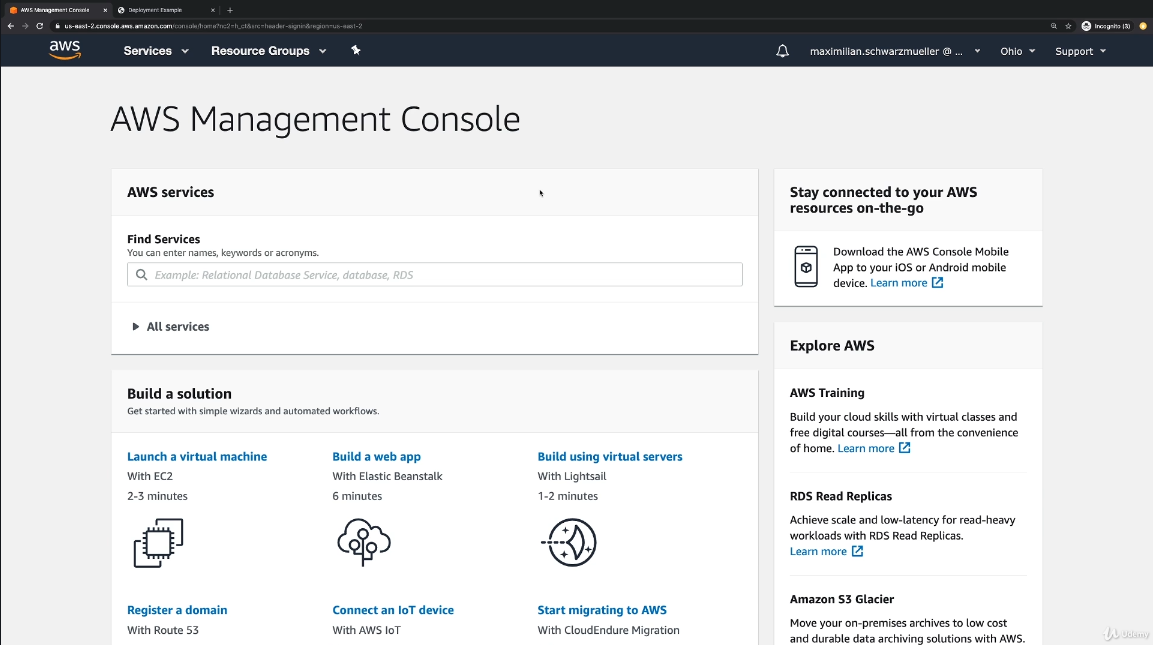 AWS Management Console
Deployment Example
us-east-2.console.aws.amazon.com/console/home?nc2=h_ct&src=header-signin&region=us-east-2
Incognito (3)
aws
Services
Resource Groups
maximilian.schwarzmueller @ ...
Ohio
Support
AWS Management Console
AWS services
Find Services
You can enter names, keywords or acronyms.
Example: Relational Database Service, database, RDS
All services
Build a solution
Get started with simple wizards and automated workflows.
Launch a virtual machine
With EC2
2-3 minutes
Build a web app
With Elastic Beanstalk
6 minutes
Build using virtual servers
With Lightsail
1-2 minutes
Register a domain
With Route 53
Connect an IoT device
With AWS IoT
Start migrating to AWS
With CloudEndure Migration
Stay connected to your AWS
resources on-the-go
Download the AWS Console Mobile
App to your iOS or Android mobile
device. Learn more
Explore AWS
AWS Training
Build your cloud skills with virtual classes and
free digital courses—all from the convenience
of home. Learn more
RDS Read Replicas
Achieve scale and low-latency for read-heavy
workloads with RDS Read Replicas.
Learn more
Amazon S3 Glacier
Move your on-premises archives to low cost
and durable data archiving solutions with AWS.
Udemy